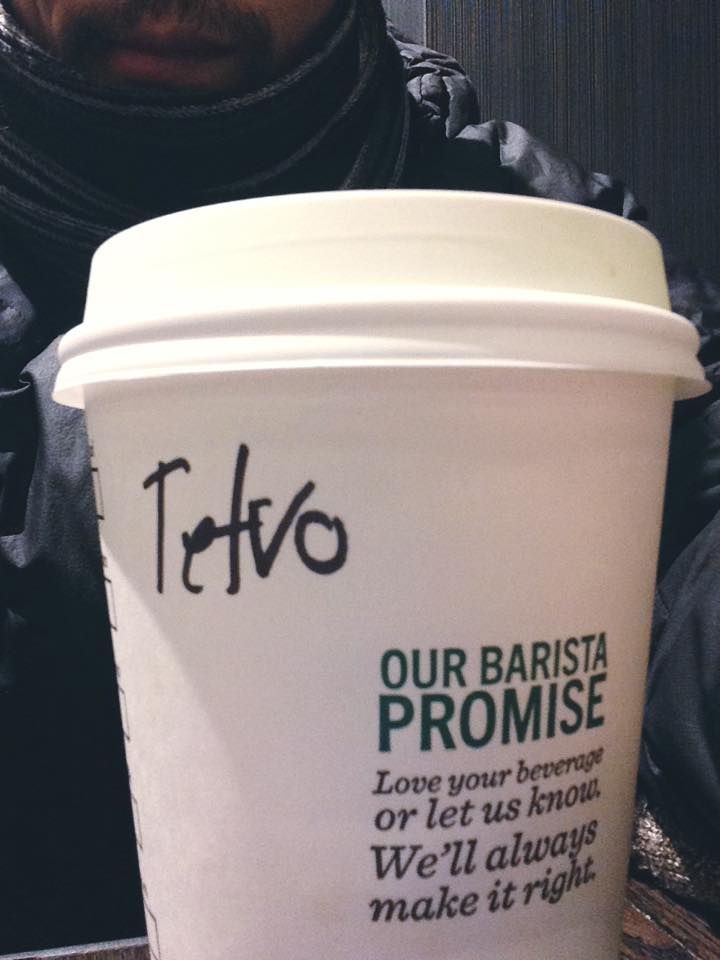 Tetvo
OUR BARISTA
PROMISE
Love your beverage
or let us know.
We'll always
make it right.